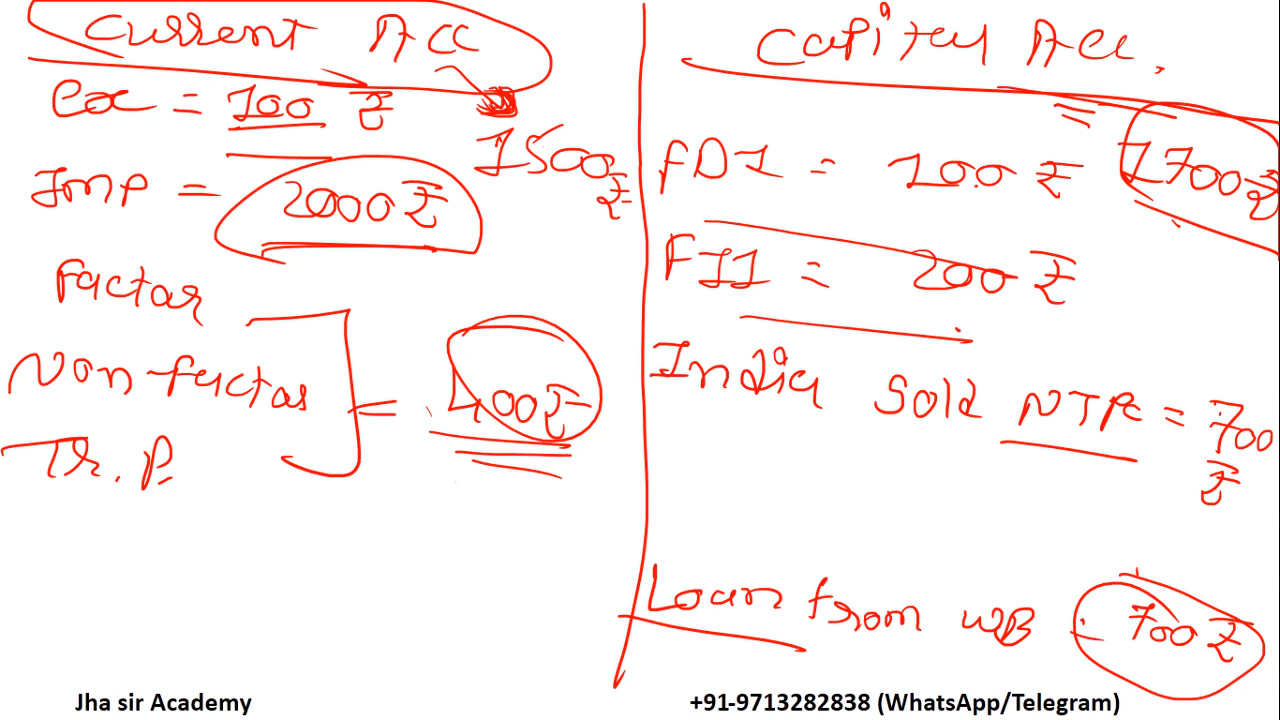 Current Acc
Ex = 100 ₹
1500 ₹
Imp = 2000 ₹
Factor
Non-factor
= 400 ₹
Tr. P.
Capital Acc.
= 1700 ₹
FDI = 100 ₹
FII = 200 ₹
India Sold NTPC = 700 ₹
Loan from WB = 700 ₹
Jha sir Academy
+91-9713282838 (WhatsApp/Telegram)